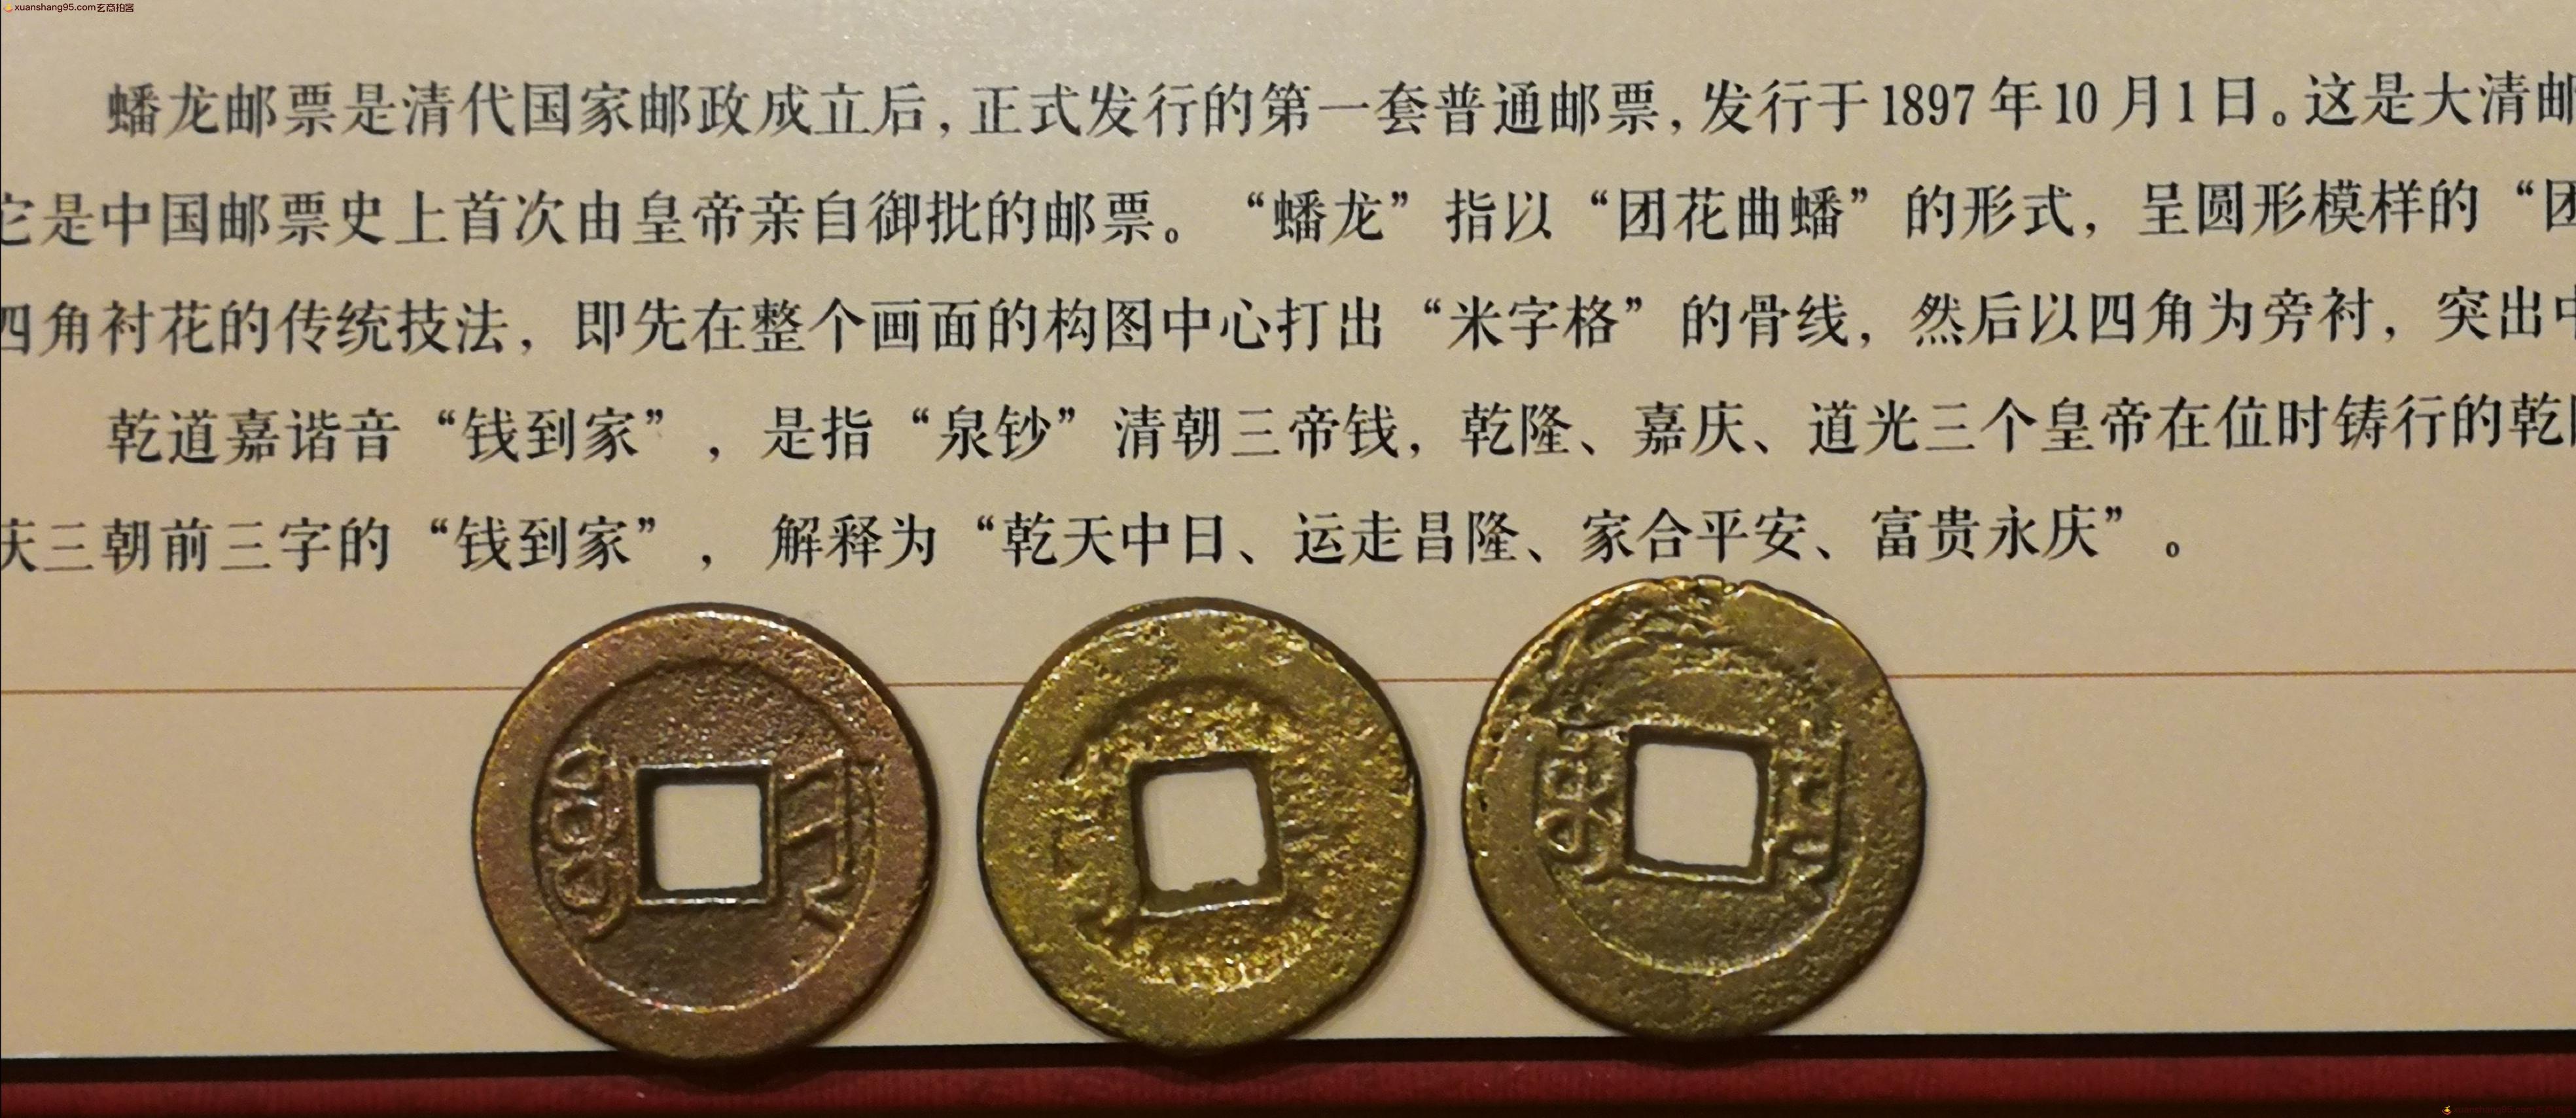 xuanshang95.com玄商拍客
蟠龙邮票是清代国家邮政成立后,正式发行的第一套普通邮票,发行于1897年10月1日。这是大清邮
它是中国邮票史上首次由皇帝亲自御批的邮票。“蟠龙”指以“团花曲蟠”的形式，呈圆形模样的“团
四角衬花的传统技法，即先在整个画面的构图中心打出“米字格”的骨线，然后以四角为旁衬，突出中
乾道嘉谐音“钱到家”，是指“泉钞”清朝三帝钱，乾隆、嘉庆、道光三个皇帝在位时铸行的乾隆
庆三朝前三字的“钱到家”，解释为“乾天中日、运走昌隆、家合平安、富贵永庆”。